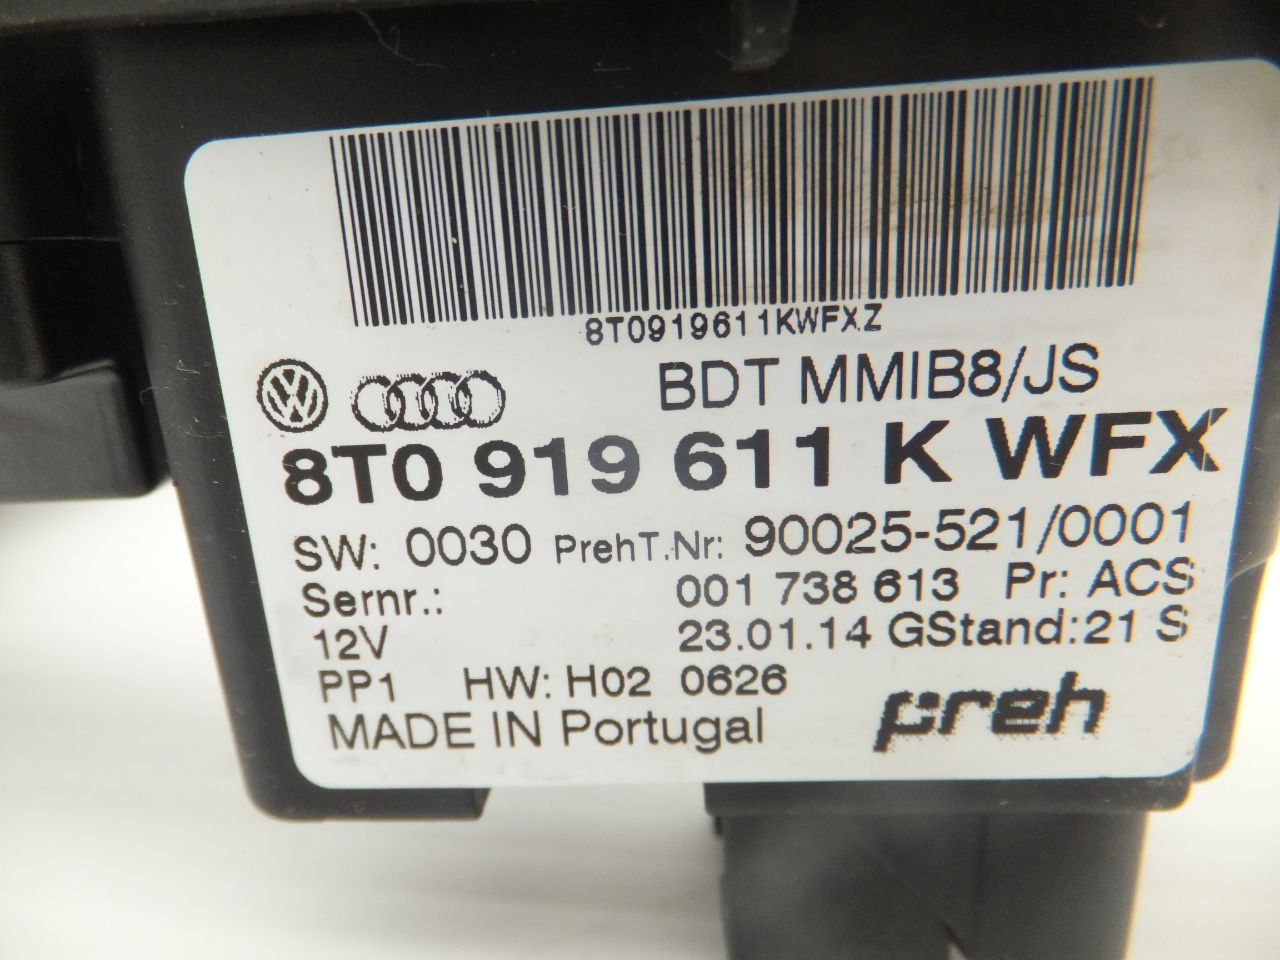 8T0919611KWFXZ
BDT MMIB8/JS
8T0 919 611 K WFX
SW: 0030 PrehT.Nr: 90025-521/0001
Sernr.: 001 738 613 Pr: ACS
12V 23.01.14 GStand:21 S
PP1 HW: H02 0626
MADE IN Portugal preh